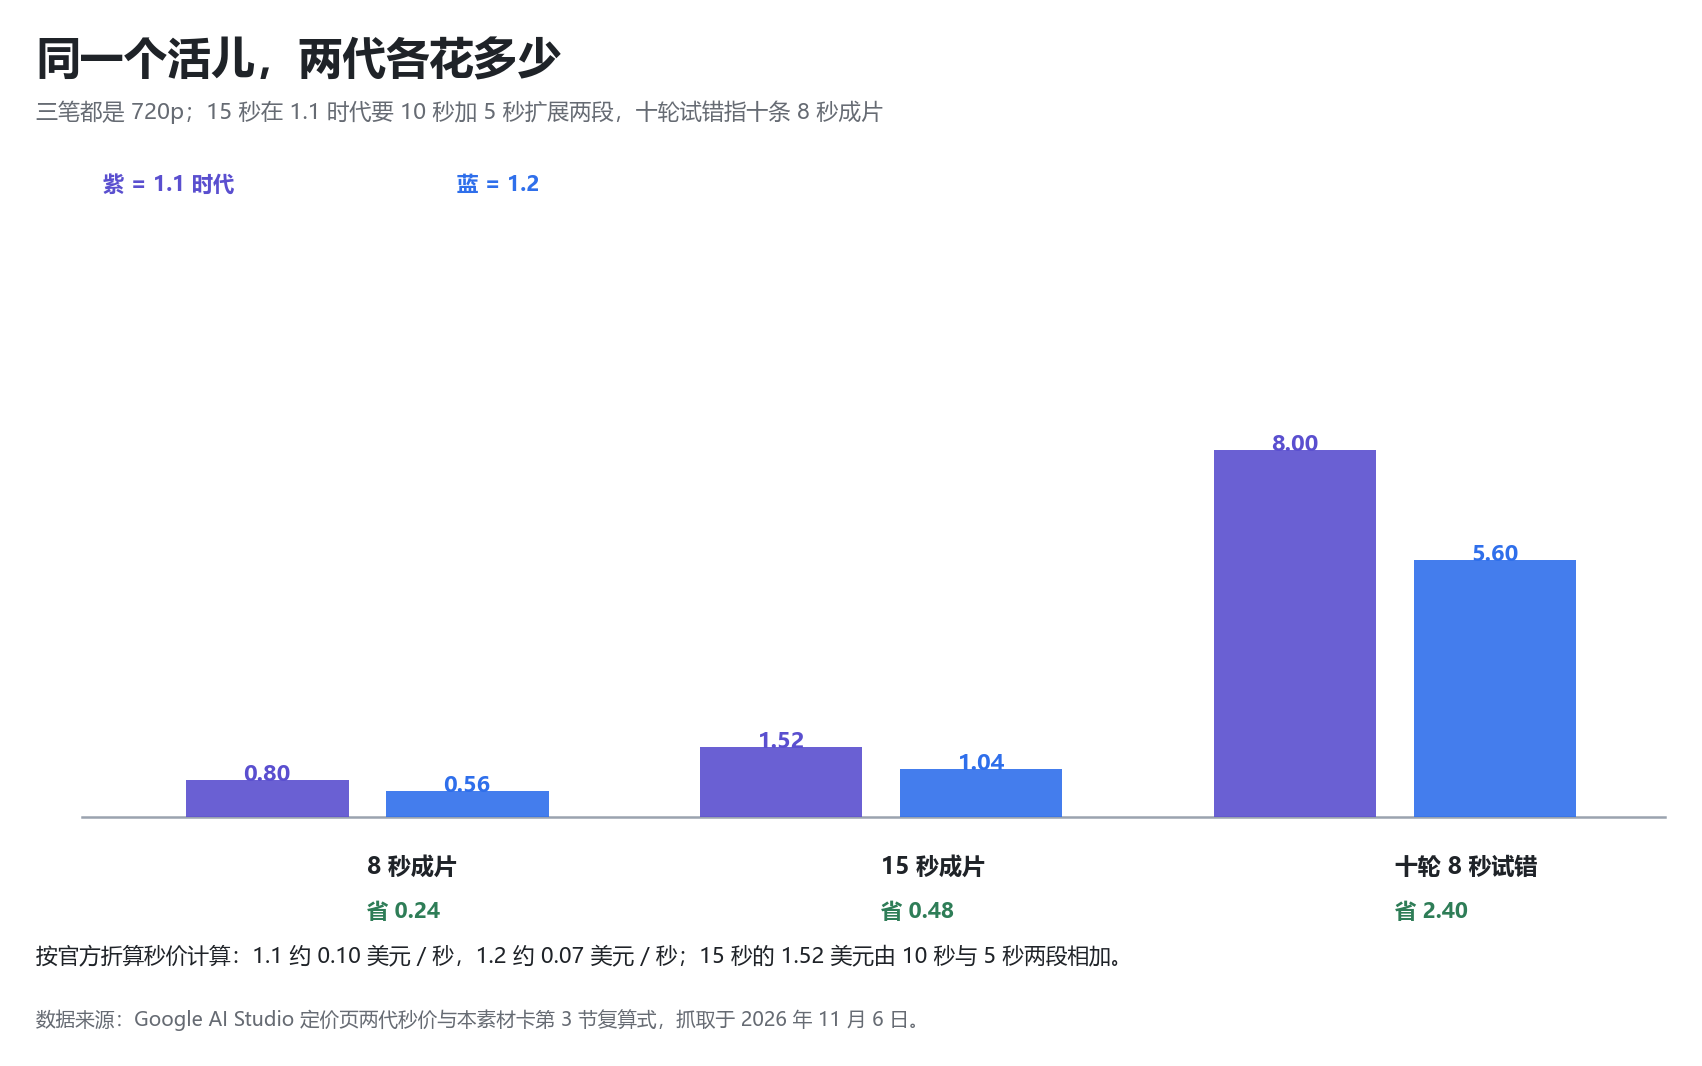 同一个活儿，两代各花多少
三笔都是 720p；15 秒在 1.1 时代要 10 秒加 5 秒扩展两段，十轮试错指十条 8 秒成片
紫 = 1.1 时代
蓝 = 1.2
8.00
5.60
1.52
1.04
0.80
0.56
8 秒成片
15 秒成片
十轮 8 秒试错
省 0.24
省 0.48
省 2.40
按官方折算秒价计算：1.1 约 0.10 美元 / 秒，1.2 约 0.07 美元 / 秒；15 秒的 1.52 美元由 10 秒与 5 秒两段相加。
数据来源：Google AI Studio 定价页两代秒价与本素材卡第 3 节复算式，抓取于 2026 年 11 月 6 日。